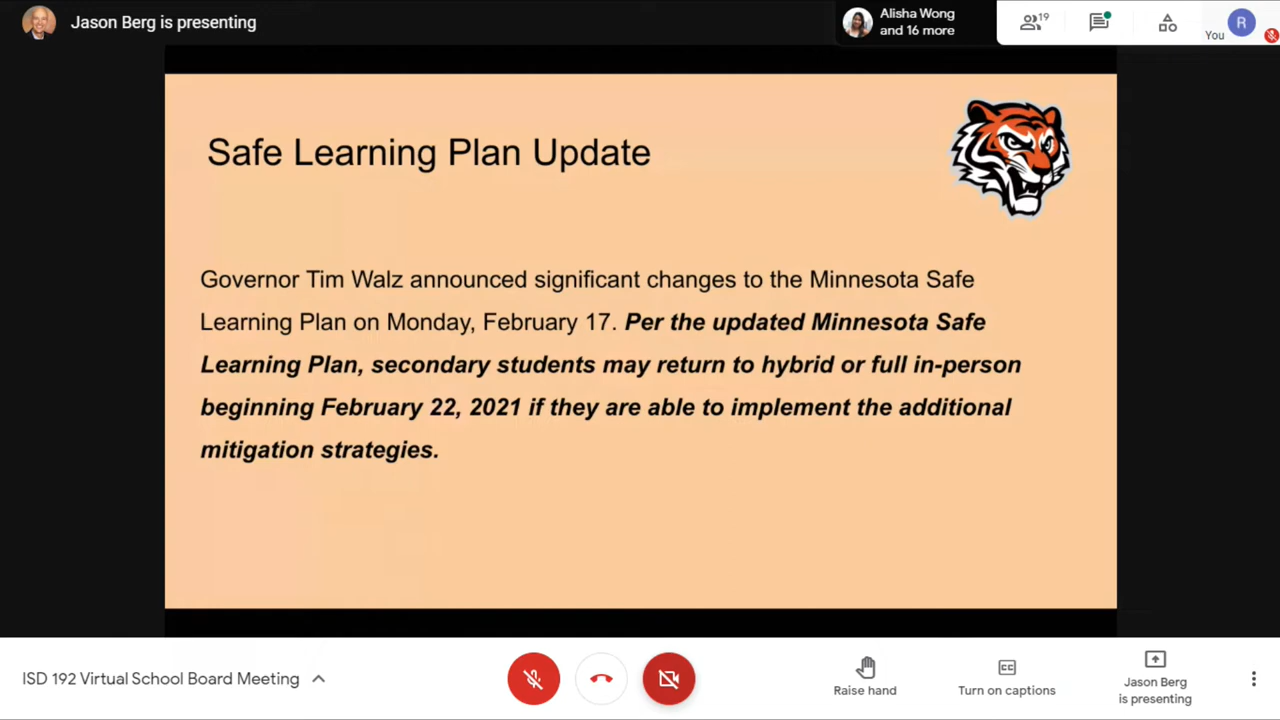 Jason Berg is presenting
Alisha Wong
and 16 more
19
You
R
Safe Learning Plan Update
Governor Tim Walz announced significant changes to the Minnesota Safe
Learning Plan on Monday, February 17. Per the updated Minnesota Safe
Learning Plan, secondary students may return to hybrid or full in-person
beginning February 22, 2021 if they are able to implement the additional
mitigation strategies.
ISD 192 Virtual School Board Meeting
Raise hand
CC
Turn on captions
Jason Berg
is presenting